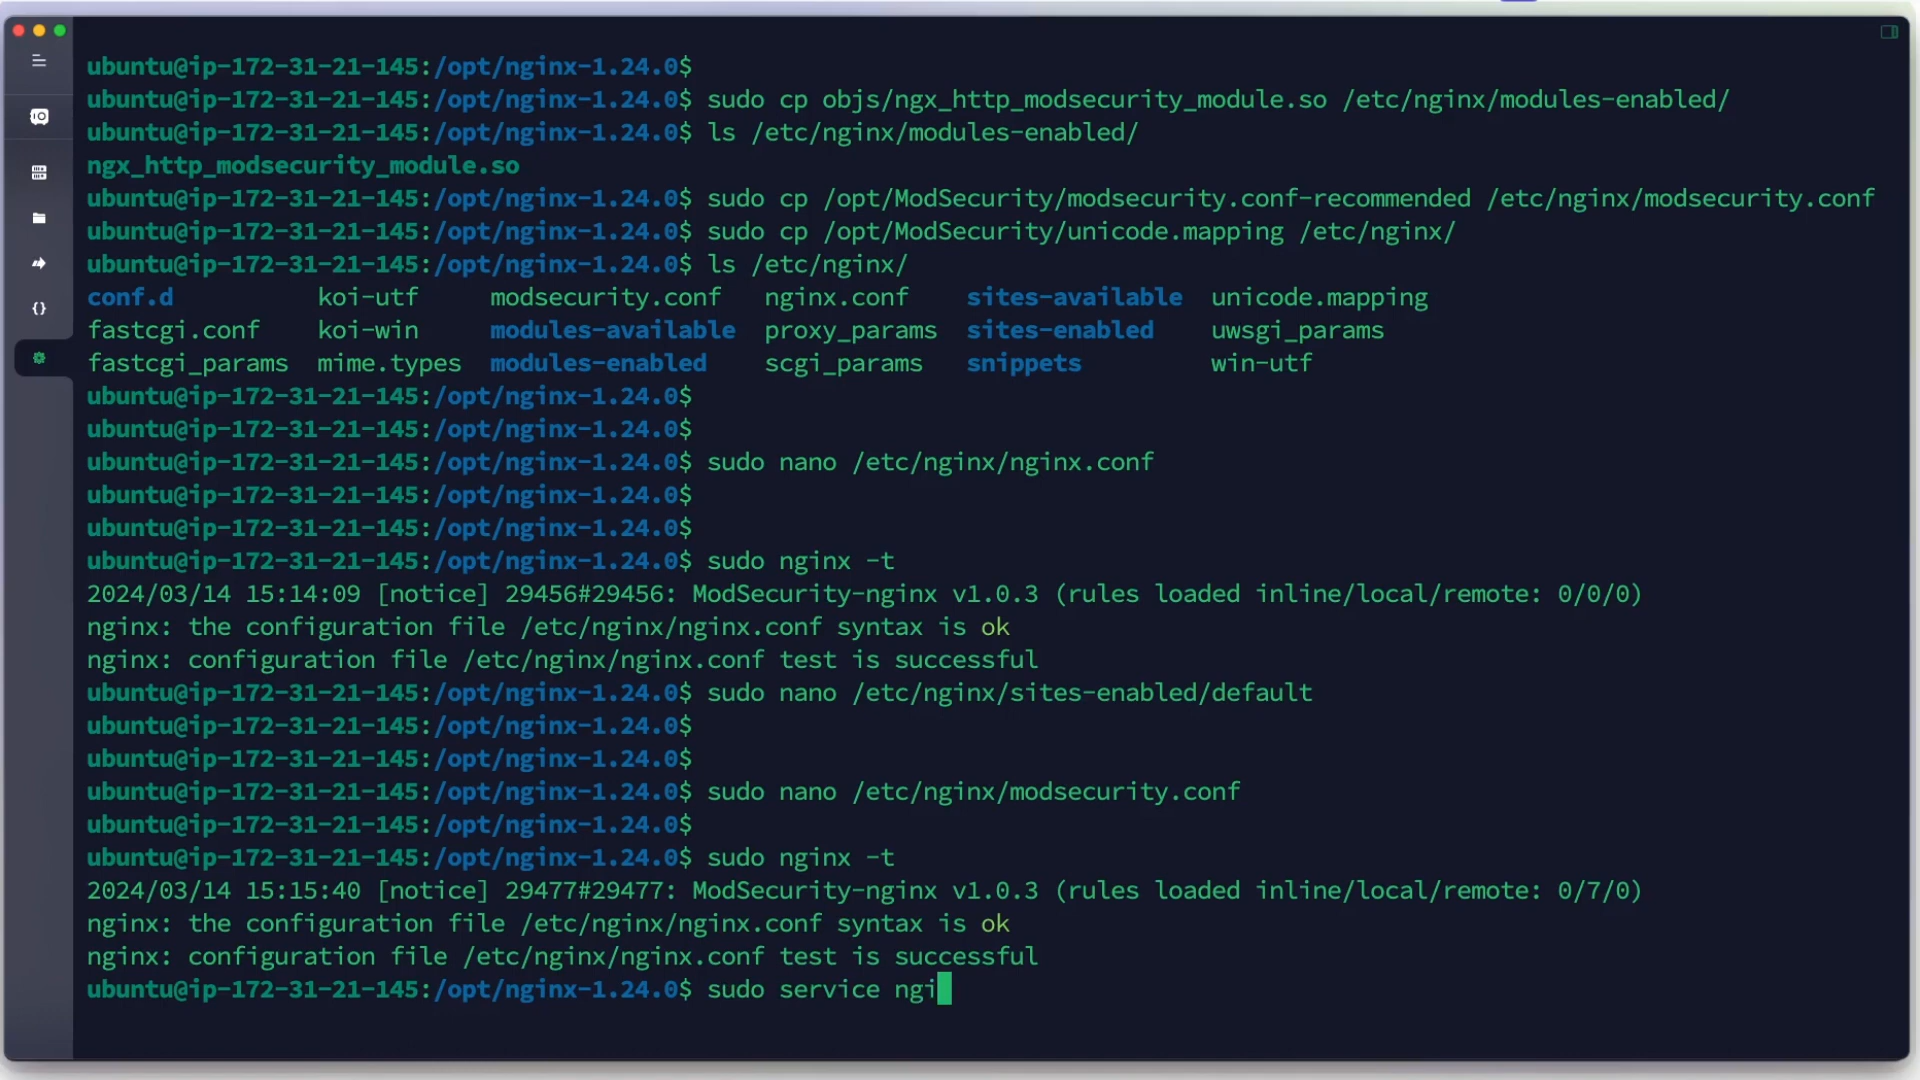 ubuntu@ip-172-31-21-145:/opt/nginx-1.24.0$
ubuntu@ip-172-31-21-145:/opt/nginx-1.24.0$ sudo cp objs/ngx_http_modsecurity_module.so /etc/nginx/modules-enabled/
ubuntu@ip-172-31-21-145:/opt/nginx-1.24.0$ ls /etc/nginx/modules-enabled/
ngx_http_modsecurity_module.so
ubuntu@ip-172-31-21-145:/opt/nginx-1.24.0$ sudo cp /opt/ModSecurity/modsecurity.conf-recommended /etc/nginx/modsecurity.conf
ubuntu@ip-172-31-21-145:/opt/nginx-1.24.0$ sudo cp /opt/ModSecurity/unicode.mapping /etc/nginx/
ubuntu@ip-172-31-21-145:/opt/nginx-1.24.0$ ls /etc/nginx/
conf.d koi-utf modsecurity.conf nginx.conf sites-available unicode.mapping
fastcgi.conf koi-win modules-available proxy_params sites-enabled uwsgi_params
fastcgi_params mime.types modules-enabled scgi_params snippets win-utf
ubuntu@ip-172-31-21-145:/opt/nginx-1.24.0$
ubuntu@ip-172-31-21-145:/opt/nginx-1.24.0$
ubuntu@ip-172-31-21-145:/opt/nginx-1.24.0$ sudo nano /etc/nginx/nginx.conf
ubuntu@ip-172-31-21-145:/opt/nginx-1.24.0$
ubuntu@ip-172-31-21-145:/opt/nginx-1.24.0$
ubuntu@ip-172-31-21-145:/opt/nginx-1.24.0$ sudo nginx -t
2024/03/14 15:14:09 [notice] 29456#29456: ModSecurity-nginx v1.0.3 (rules loaded inline/local/remote: 0/0/0)
nginx: the configuration file /etc/nginx/nginx.conf syntax is ok
nginx: configuration file /etc/nginx/nginx.conf test is successful
ubuntu@ip-172-31-21-145:/opt/nginx-1.24.0$ sudo nano /etc/nginx/sites-enabled/default
ubuntu@ip-172-31-21-145:/opt/nginx-1.24.0$
ubuntu@ip-172-31-21-145:/opt/nginx-1.24.0$
ubuntu@ip-172-31-21-145:/opt/nginx-1.24.0$ sudo nano /etc/nginx/modsecurity.conf
ubuntu@ip-172-31-21-145:/opt/nginx-1.24.0$
ubuntu@ip-172-31-21-145:/opt/nginx-1.24.0$ sudo nginx -t
2024/03/14 15:15:40 [notice] 29477#29477: ModSecurity-nginx v1.0.3 (rules loaded inline/local/remote: 0/7/0)
nginx: the configuration file /etc/nginx/nginx.conf syntax is ok
nginx: configuration file /etc/nginx/nginx.conf test is successful
ubuntu@ip-172-31-21-145:/opt/nginx-1.24.0$ sudo service ngi